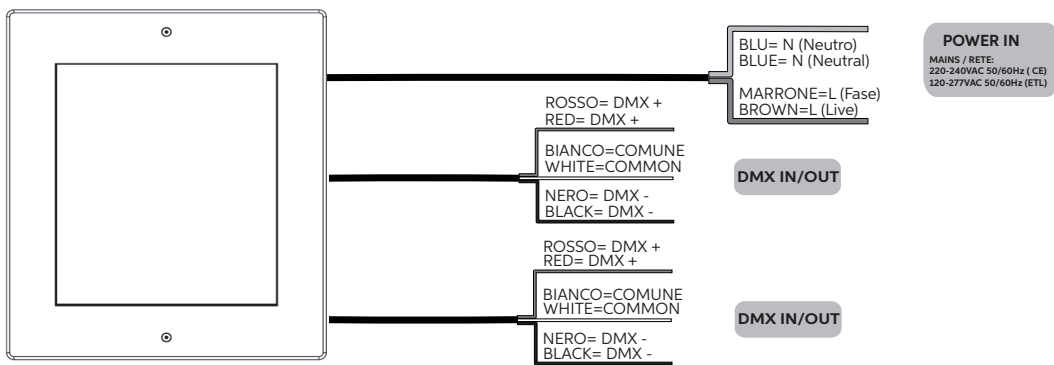 BLU= N (Neutro)
BLUE= N (Neutral)
MARRONE=L (Fase)
BROWN=L (Live)
POWER IN
MAINS / RETE:
220-240VAC 50/60Hz ( CE)
120-277VAC 50/60Hz (ETL)
ROSSO= DMX +
RED= DMX +
BIANCO=COMUNE
WHITE=COMMON
NERO= DMX -
BLACK= DMX -
DMX IN/OUT
ROSSO= DMX +
RED= DMX +
BIANCO=COMUNE
WHITE=COMMON
NERO= DMX -
BLACK= DMX -
DMX IN/OUT